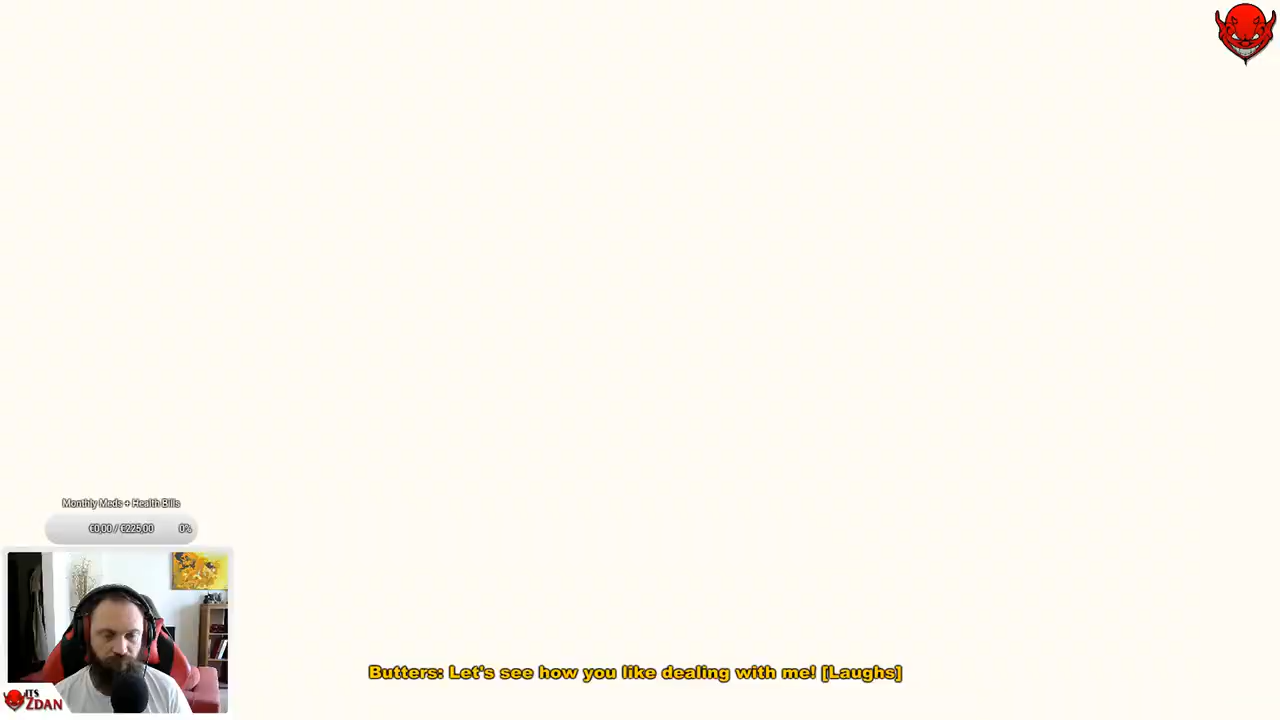 Monthly Meds + Health Bills
€0,00 / €225,00 0%
ITS
ZDAN
Butters: Let's see how you like dealing with me! [Laughs]